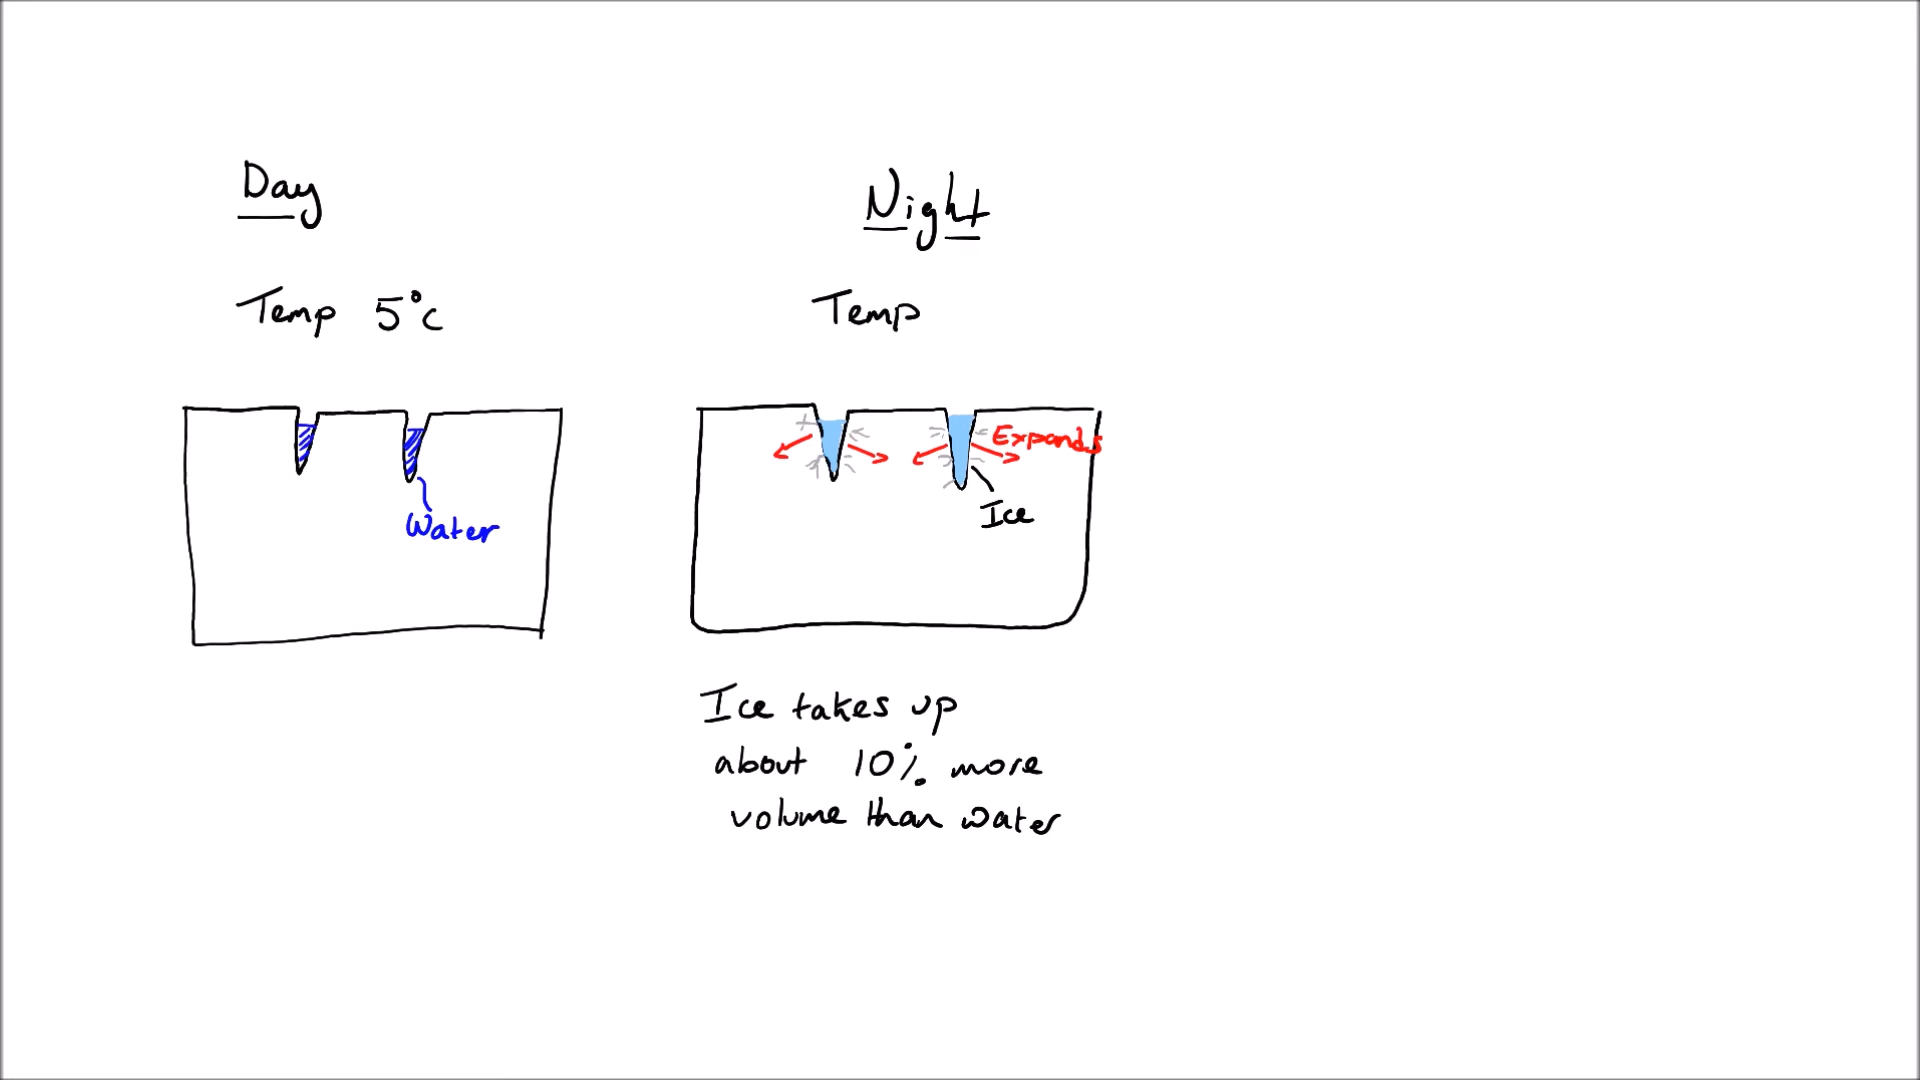 Day
Temp 5°C
Water
Night
Temp
Expands
Ice
Ice takes up
about 10% more
volume than water